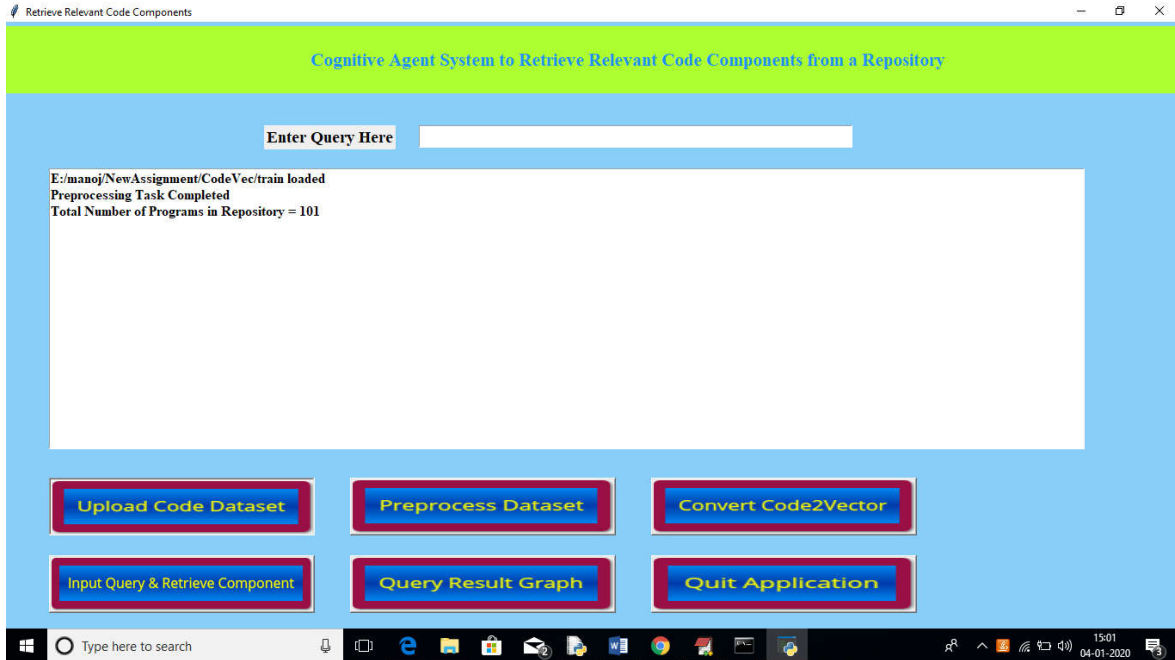 Retrieve Relevant Code Components
Cognitive Agent System to Retrieve Relevant Code Components from a Repository
Enter Query Here
E:/manoj/NewAssignment/CodeVec/train loaded
Preprocessing Task Completed
Total Number of Programs in Repository = 101
Upload Code Dataset
Preprocess Dataset
Convert Code2Vector
Input Query & Retrieve Component
Query Result Graph
Quit Application
Type here to search
2
15:01
04-01-2020
3